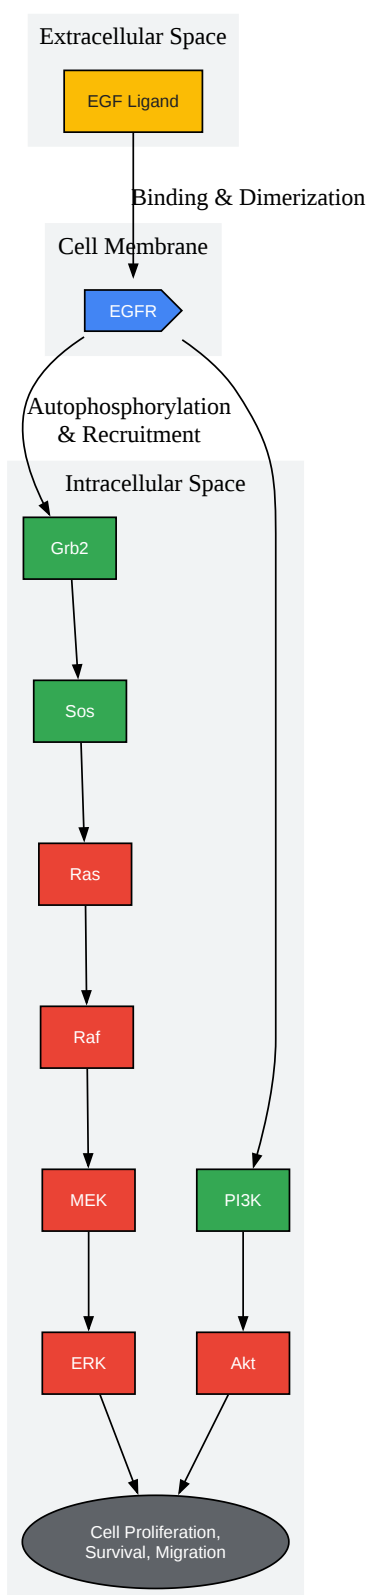 Extracellular Space
EGF Ligand
Binding & Dimerization
Cell Membrane
EGFR
Autophosphorylation
& Recruitment
Intracellular Space
Grb2
Sos
Ras
Raf
MEK
PI3K
ERK
Akt
Cell Proliferation,
Survival, Migration